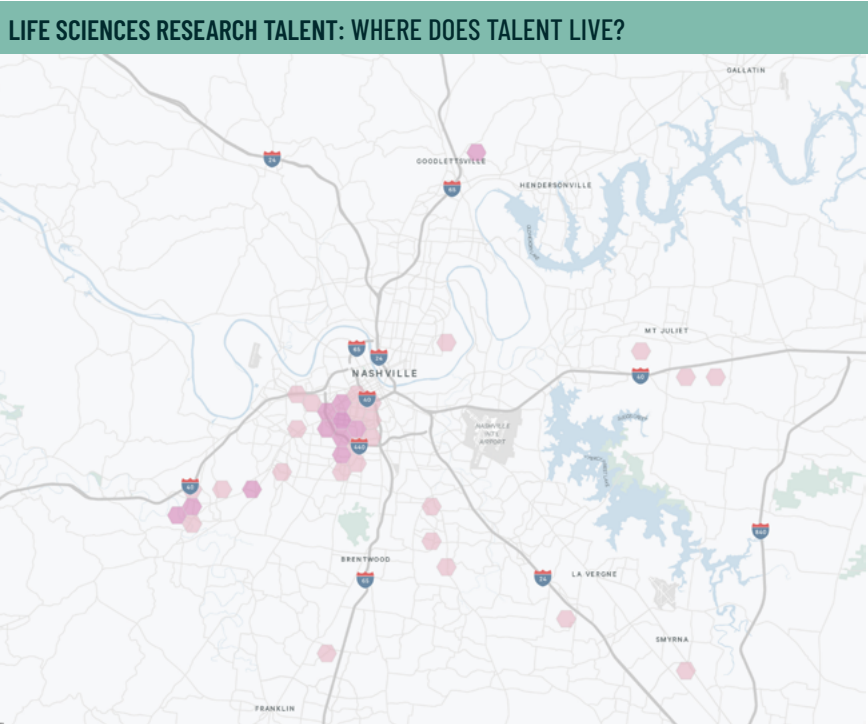 LIFE SCIENCES RESEARCH TALENT: WHERE DOES TALENT LIVE?
GALLATIN
24
GOODLETTSVILLE
65
HENDERSONVILLE
MT JULIET
65
24
NASHVILLE
40
40
NASHVILLE
INTL
AIRPORT
440
40
840
BRENTWOOD
65
24
LA VERGNE
SMYRNA
FRANKLIN